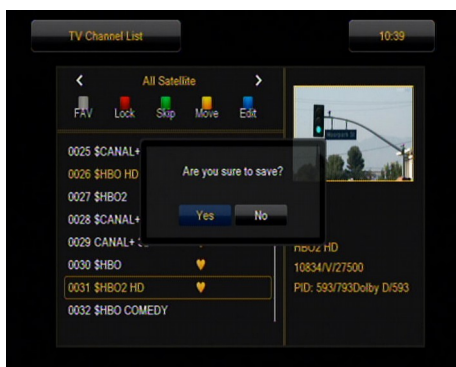 TV Channel List
10:39
All Satellite
FAV Lock Skip Move Edit
0025 $CANAL+
0026 $HBO HD
0027 $HBO2
0028 $CANAL+
0029 CANAL+
0030 $HBO
0031 $HBO2 HD
0032 $HBO COMEDY
Are you sure to save?
Yes No
HBO2 HD
10834/V/27500
PID: 593/793Dolby D/593